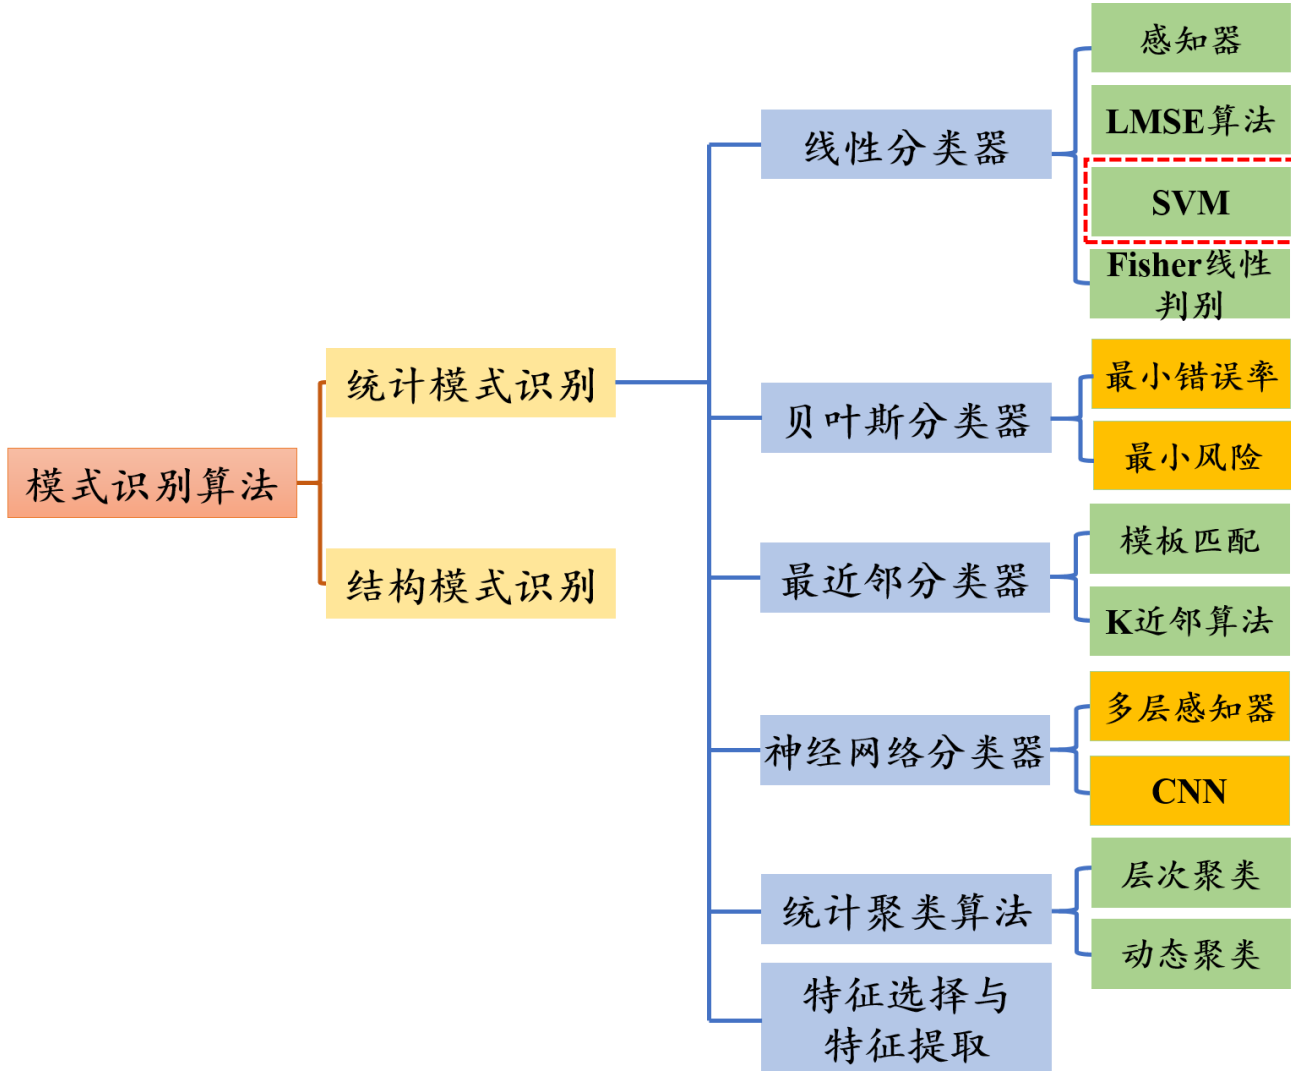 模式识别算法
统计模式识别
结构模式识别
线性分类器
贝叶斯分类器
最近邻分类器
神经网络分类器
统计聚类算法
特征选择与
特征提取
感知器
LMSE算法
SVM
Fisher线性
判别
最小错误率
最小风险
模板匹配
K近邻算法
多层感知器
CNN
层次聚类
动态聚类